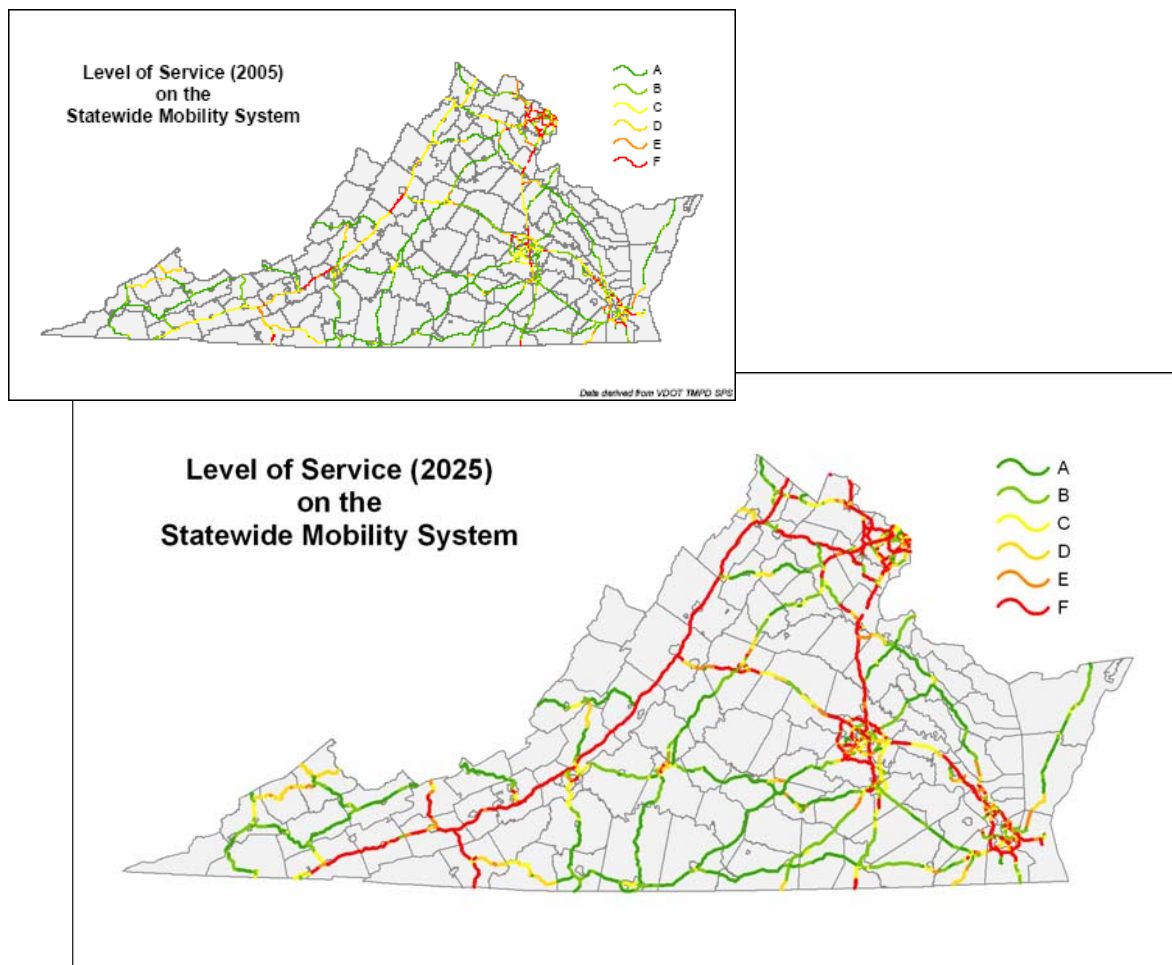 Level of Service (2005)
on the
Statewide Mobility System
A
B
C
D
E
F
Data derived from VDOT TMPD SPS
Level of Service (2025)
on the
Statewide Mobility System
A
B
C
D
E
F